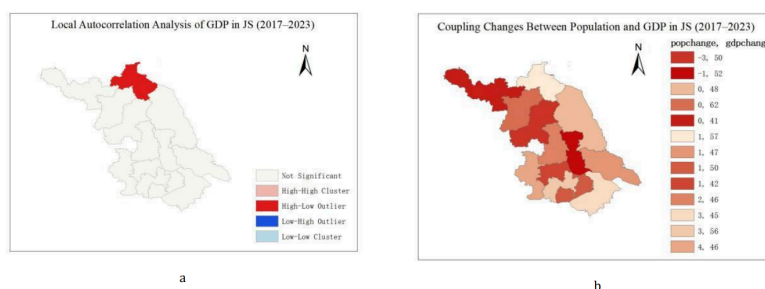 Local Autocorrelation Analysis of GDP in JS (2017–2023)
N
Not Significant
High-High Cluster
High-Low Outlier
Low-High Outlier
Low-Low Cluster
a
Coupling Changes Between Population and GDP in JS (2017–2023)
N
popchange, gdpchang
-3, 50
-1, 52
0, 48
0, 62
0, 41
1, 57
1, 47
1, 50
1, 42
2, 46
3, 45
3, 56
4, 46
b